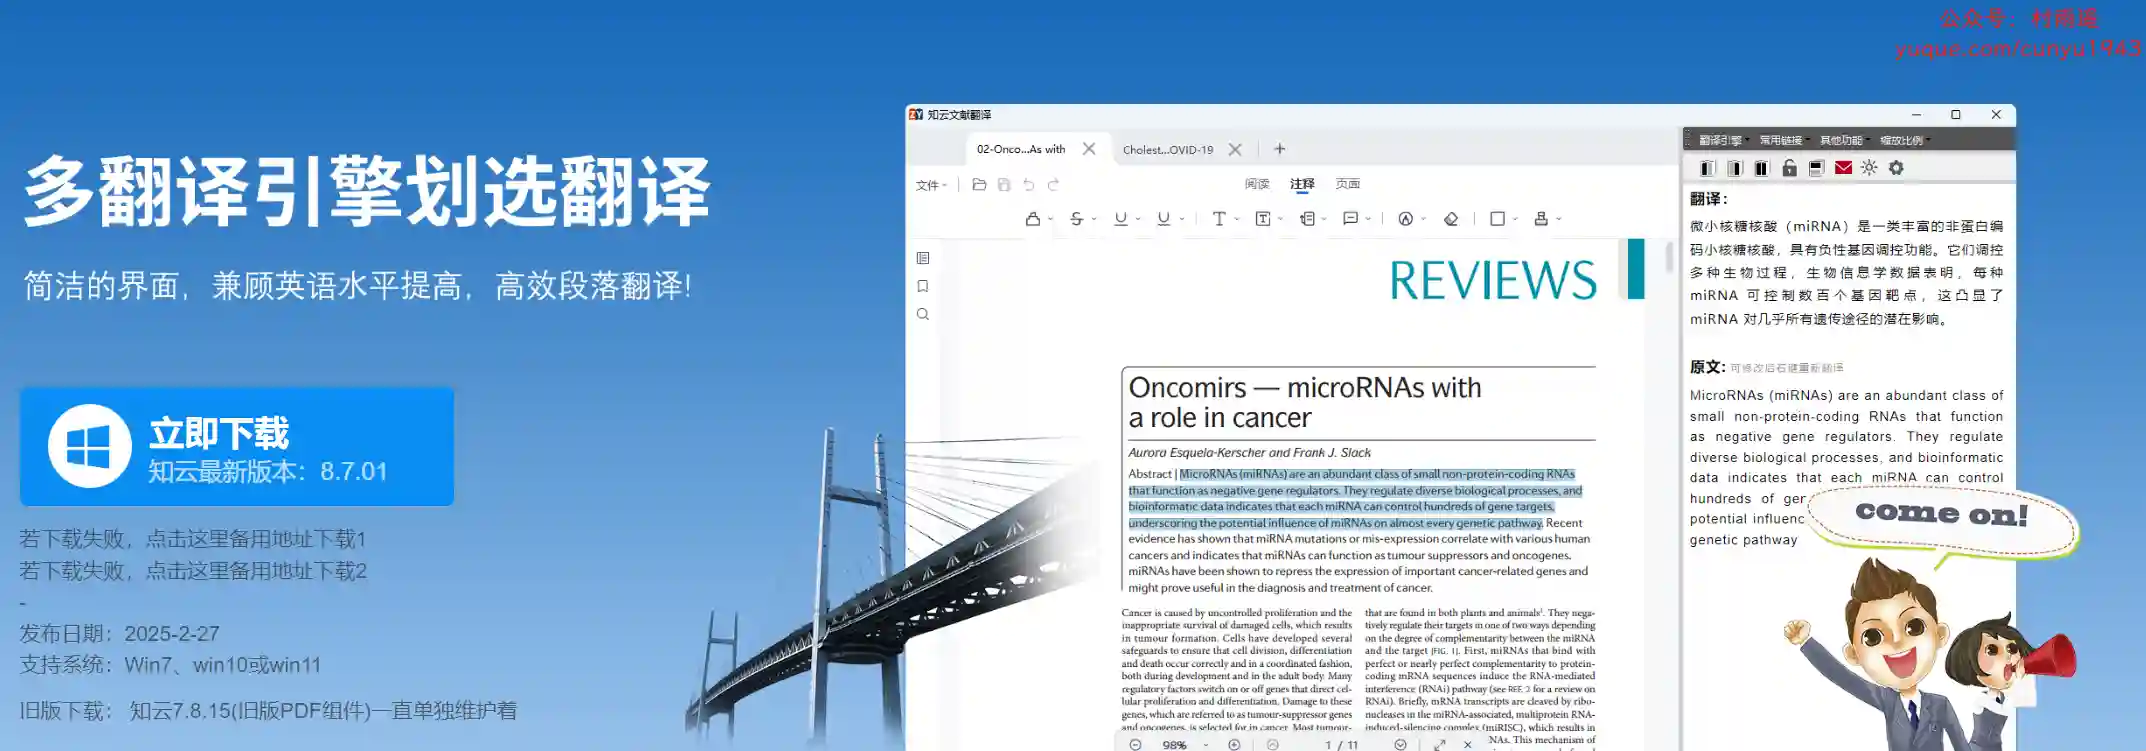 公众号：村雨遥
yuque.com/cunyu1943
多翻译引擎划选翻译
简洁的界面，兼顾英语水平提高，高效段落翻译!
立即下载
知云最新版本：8.7.01
若下载失败，点击这里备用地址下载1
若下载失败，点击这里备用地址下载2
-
发布日期：2025-2-27
支持系统：Win7、win10或win11
旧版下载： 知云7.8.15(旧版PDF组件)一直单独维护着
知云文献翻译
02-Onco...As with
Cholest...OVID-19
文件
阅读 注释 页面
REVIEWS
Oncomirs — microRNAs with
a role in cancer
Aurora Esquela-Kerscher and Frank J. Slack
Abstract | MicroRNAs (miRNAs) are an abundant class of small non-protein-coding RNAs
that function as negative gene regulators. They regulate diverse biological processes, and
bioinformatic data indicates that each miRNA can control hundreds of gene targets,
underscoring the potential influence of miRNAs on almost every genetic pathway. Recent
evidence has shown that miRNA mutations or mis-expression correlate with various human
cancers and indicates that miRNAs can function as tumour suppressors and oncogenes.
miRNAs have been shown to repress the expression of important cancer-related genes and
might prove useful in the diagnosis and treatment of cancer.
Cancer is caused by uncontrolled proliferation and the
inappropriate survival of damaged cells, which results
in tumour formation. Cells have developed several
safeguards to ensure that cell division, differentiation
and death occur correctly and in a coordinated fashion,
both during development and in the adult body. Many
regulatory factors switch on or off genes that direct cel-
lular proliferation and differentiation. Damage to these
genes, which are referred to as tumour-suppressor genes
and oncogenes, is selected for in cancer. Most tumour-
that are found in both plants and animals¹. They nega-
tively regulate their targets in one of two ways depending
on the degree of complementarity between the miRNA
and the target (FIG. 1). First, miRNAs that bind with
perfect or nearly perfect complementarity to protein-
coding mRNA sequences induce the RNA-mediated
interference (RNAi) pathway (see REF. 2 for a review on
RNAi). Briefly, mRNA transcripts are cleaved by ribo-
nucleases in the miRNA-associated, multiprotein RNA-
induced-silencing complex (miRISC), which results in
NAs. This mechanism of
98%
1 / 11
翻译引擎 常用链接 其他功能 缩放比例
翻译：
微小核糖核酸（miRNA）是一类丰富的非蛋白编
码小核糖核酸，具有负性基因调控功能。它们调控
多种生物过程，生物信息学数据表明，每种
miRNA 可控制数百个基因靶点，这凸显了
miRNA 对几乎所有遗传途径的潜在影响。
原文: 可修改后右键重新翻译
MicroRNAs (miRNAs) are an abundant class of
small non-protein-coding RNAs that function
as negative gene regulators. They regulate
diverse biological processes, and bioinformatic
data indicates that each miRNA can control
hundreds of ger
potential influenc
genetic pathway
come on!